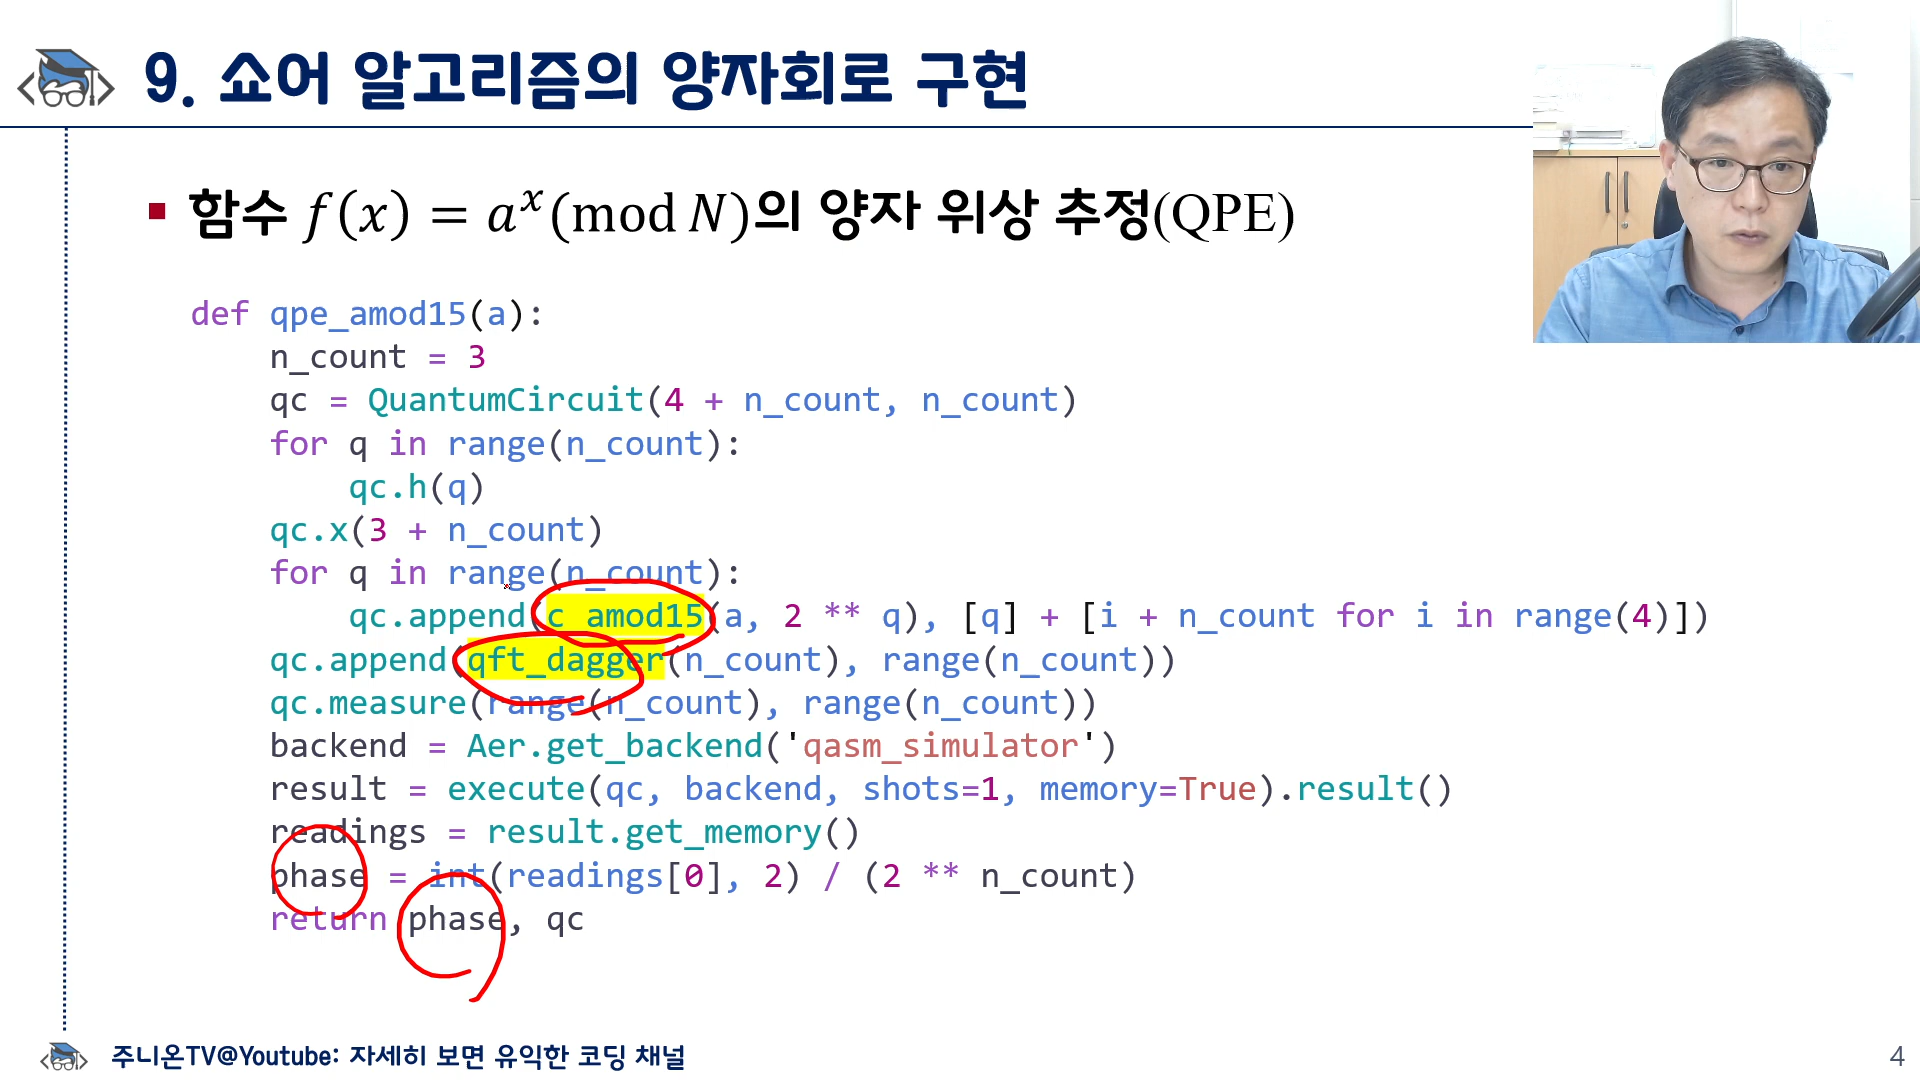 9. 쇼어 알고리즘의 양자회로 구현
함수 f(x) = a^x(mod N)의 양자 위상 추정(QPE)
def qpe_amod15(a):
    n_count = 3
    qc = QuantumCircuit(4 + n_count, n_count)
    for q in range(n_count):
        qc.h(q)
    qc.x(3 + n_count)
    for q in range(n_count):
        qc.append(c_amod15(a, 2 ** q), [q] + [i + n_count for i in range(4)])
    qc.append(qft_dagger(n_count), range(n_count))
    qc.measure(range(n_count), range(n_count))
    backend = Aer.get_backend('qasm_simulator')
    result = execute(qc, backend, shots=1, memory=True).result()
    readings = result.get_memory()
    phase = int(readings[0], 2) / (2 ** n_count)
    return phase, qc
주니온TV@Youtube: 자세히 보면 유익한 코딩 채널
4